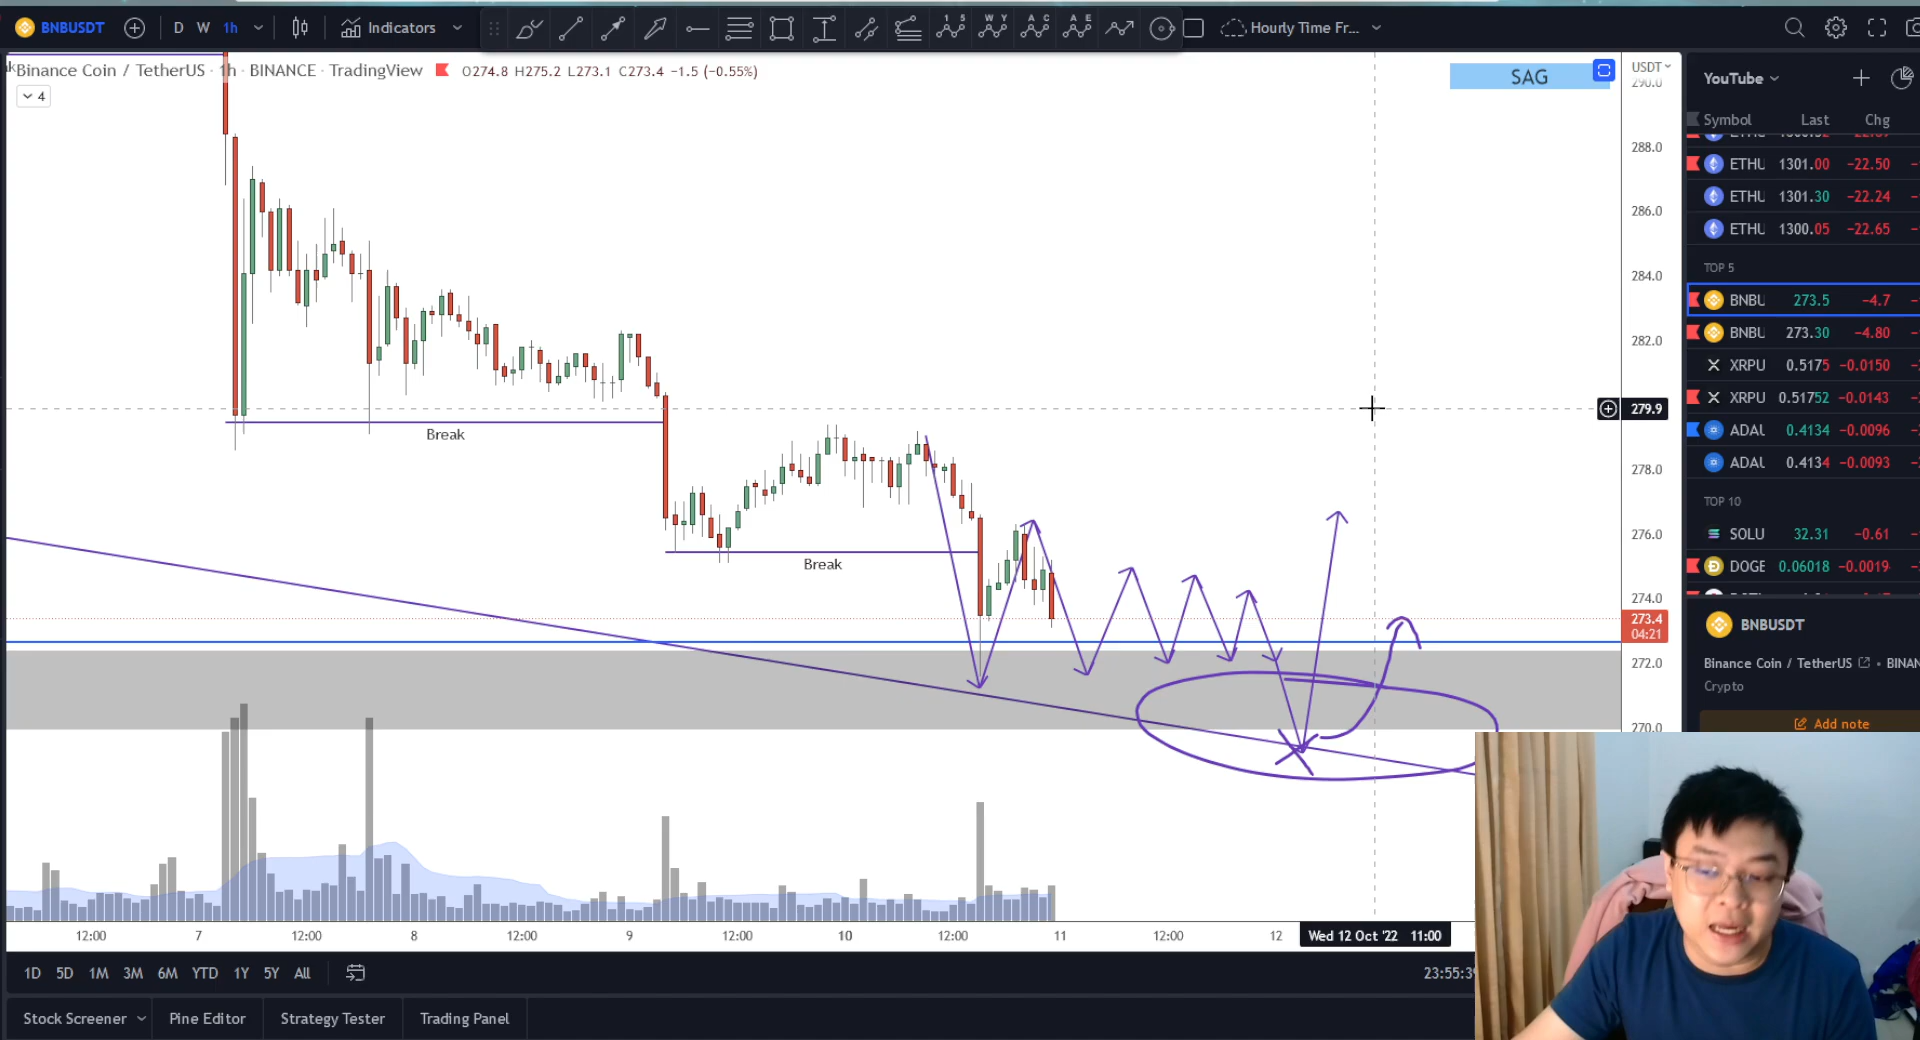 BNBUSDT D W 1h Indicators Hourly Time Fr...
Binance Coin / TetherUS · 1h · BINANCE · TradingView O274.8 H275.2 L273.1 C273.4 −1.5 (−0.55%)
4
SAG
USDT
290.0
288.0
286.0
284.0
282.0
279.9
278.0
276.0
274.0
273.4
04:21
272.0
270.0
Break
Break
1 5
W Y
A C
A E
12:00 7 12:00 8 12:00 9 12:00 10 12:00 11 12:00 12 Wed 12 Oct '22 11:00
1D 5D 1M 3M 6M YTD 1Y 5Y All
23:55:39
Stock Screener Pine Editor Strategy Tester Trading Panel
YouTube
Symbol Last Chg
ETHU 1301.00 −22.50
ETHU 1301.30 −22.24
ETHU 1300.05 −22.65
TOP 5
BNBU 273.5 −4.7
BNBU 273.30 −4.80
XRPU 0.5175 −0.0150
XRPU 0.51752 −0.0143
ADAU 0.4134 −0.0096
ADAU 0.4134 −0.0093
TOP 10
SOLU 32.31 −0.61
DOGE 0.06018 −0.0019
BNBUSDT
Binance Coin / TetherUS • BINAN
Crypto
Add note